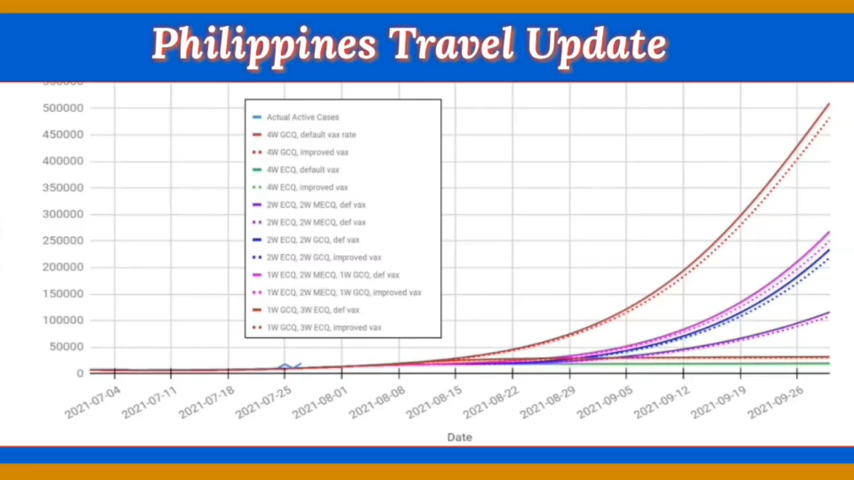 Philippines Travel Update
500000
450000
400000
350000
300000
250000
200000
150000
100000
50000
0
Actual Active Cases
4W GCQ, default vax rate
4W GCQ, improved vax
4W ECQ, default vax
4W ECQ, improved vax
2W ECQ, 2W MECQ, def vax
2W ECQ, 2W MECQ, def vax
2W ECQ, 2W GCQ, def vax
2W ECQ, 2W GCQ, improved vax
1W ECQ, 2W MECQ, 1W GCQ, def vax
1W ECQ, 2W MECQ, 1W GCQ, improved vax
1W GCQ, 3W ECQ, def vax
1W GCQ, 3W ECQ, improved vax
2021-07-04
2021-07-11
2021-07-18
2021-07-25
2021-08-01
2021-08-08
2021-08-15
2021-08-22
2021-08-29
2021-09-05
2021-09-12
2021-09-19
2021-09-26
Date